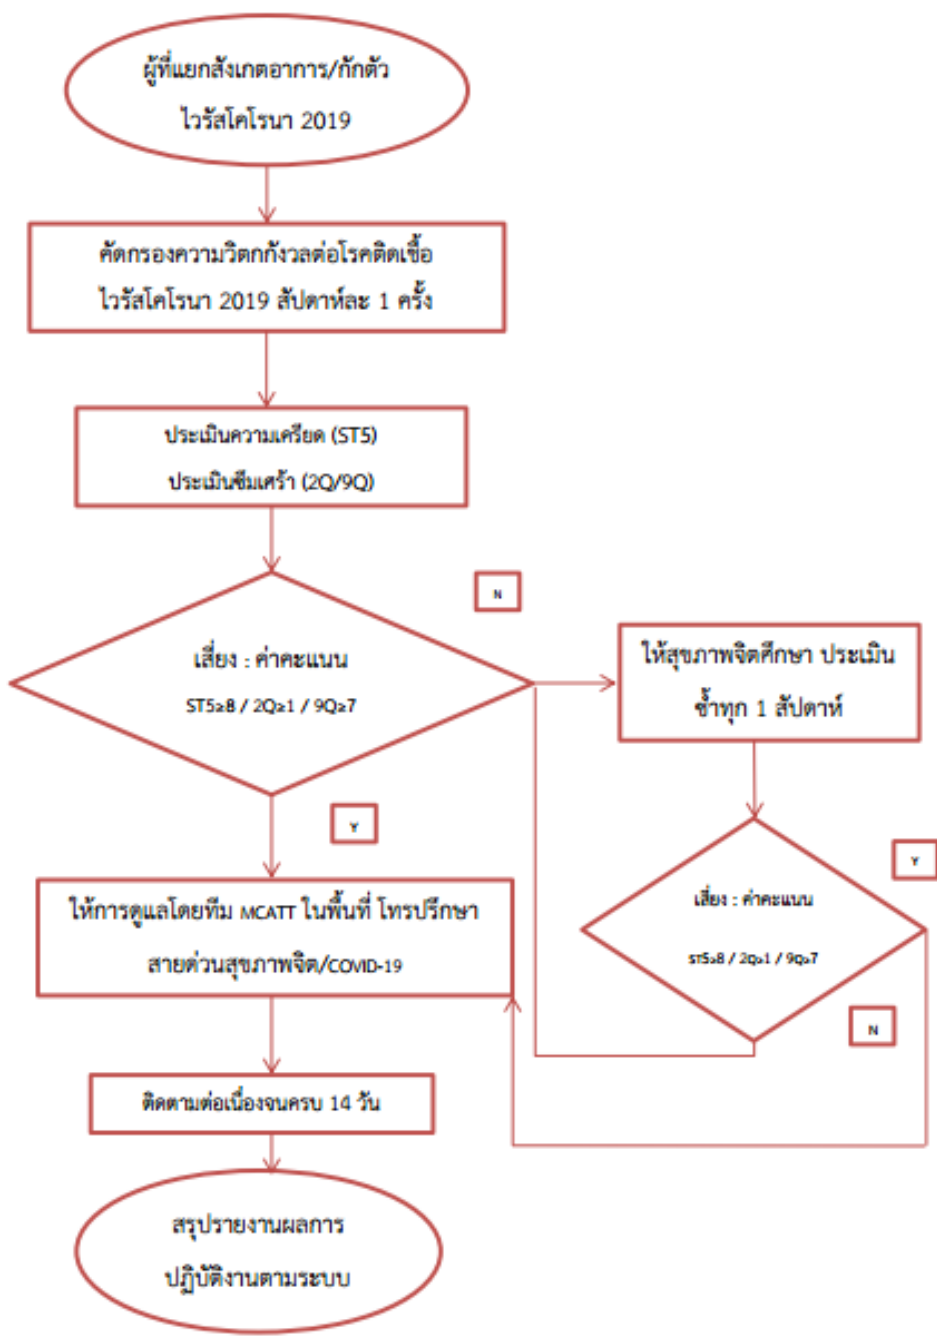 ผู้ที่แยกสังเกตอาการ/กักตัว
ไวรัสโคโรนา 2019
คัดกรองความวิตกกังวลต่อโรคติดเชื้อ
ไวรัสโคโรนา 2019 สัปดาห์ละ 1 ครั้ง
ประเมินความเครียด (ST5)
ประเมินซึมเศร้า (2Q/9Q)
N
เสี่ยง : ค่าคะแนน
ST5≥8 / 2Q≥1 / 9Q≥7
ให้สุขภาพจิตศึกษา ประเมิน
ซ้ำทุก 1 สัปดาห์
Y
Y
เสี่ยง : ค่าคะแนน
ST5≥8 / 2Q≥1 / 9Q≥7
N
ให้การดูแลโดยทีม MCATT ในพื้นที่ โทรปรึกษา
สายด่วนสุขภาพจิต/COVID-19
ติดตามต่อเนื่องจนครบ 14 วัน
สรุปรายงานผลการ
ปฏิบัติงานตามระบบ